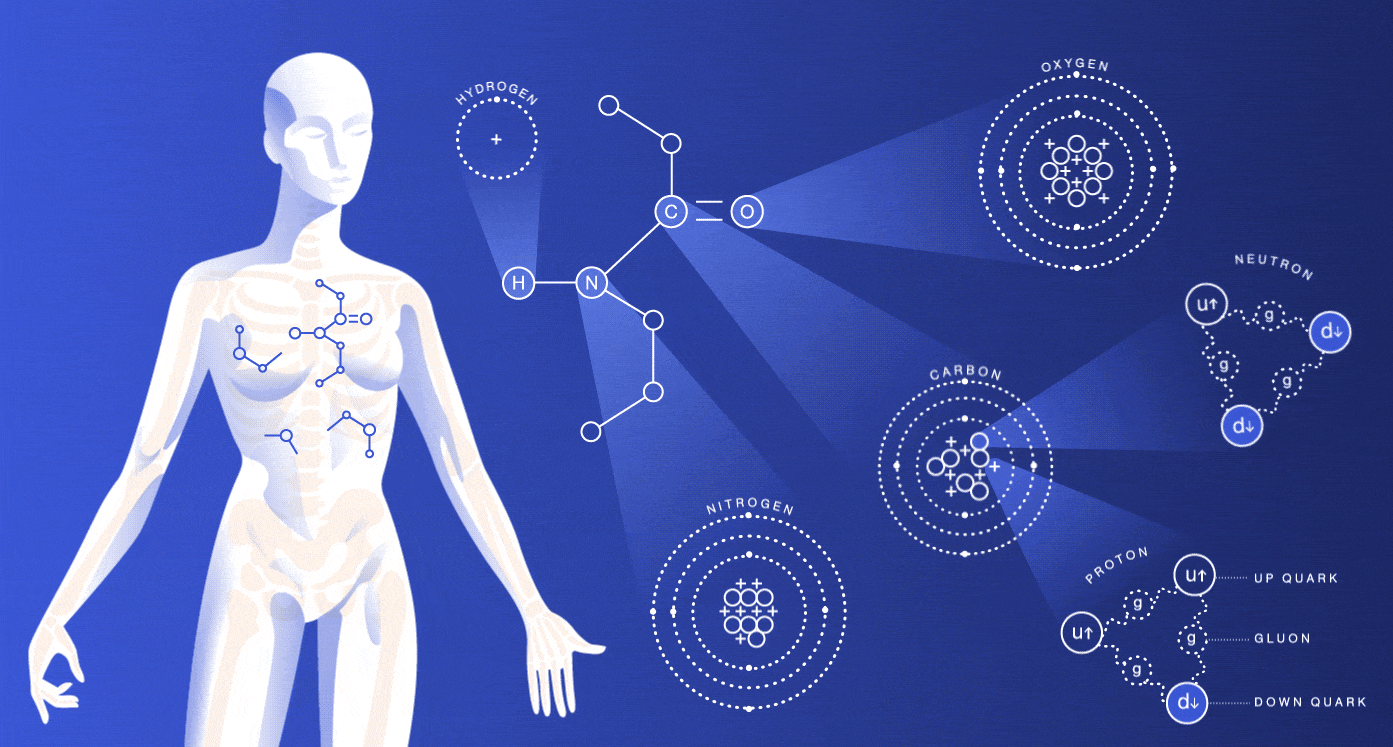 HYDROGEN
+
C
O
H
N
OXYGEN
CARBON
NITROGEN
NEUTRON
u↑
g
d↓
g
g
d↓
PROTON
u↑
UP QUARK
g
u↑
g
GLUON
g
d↓
DOWN QUARK